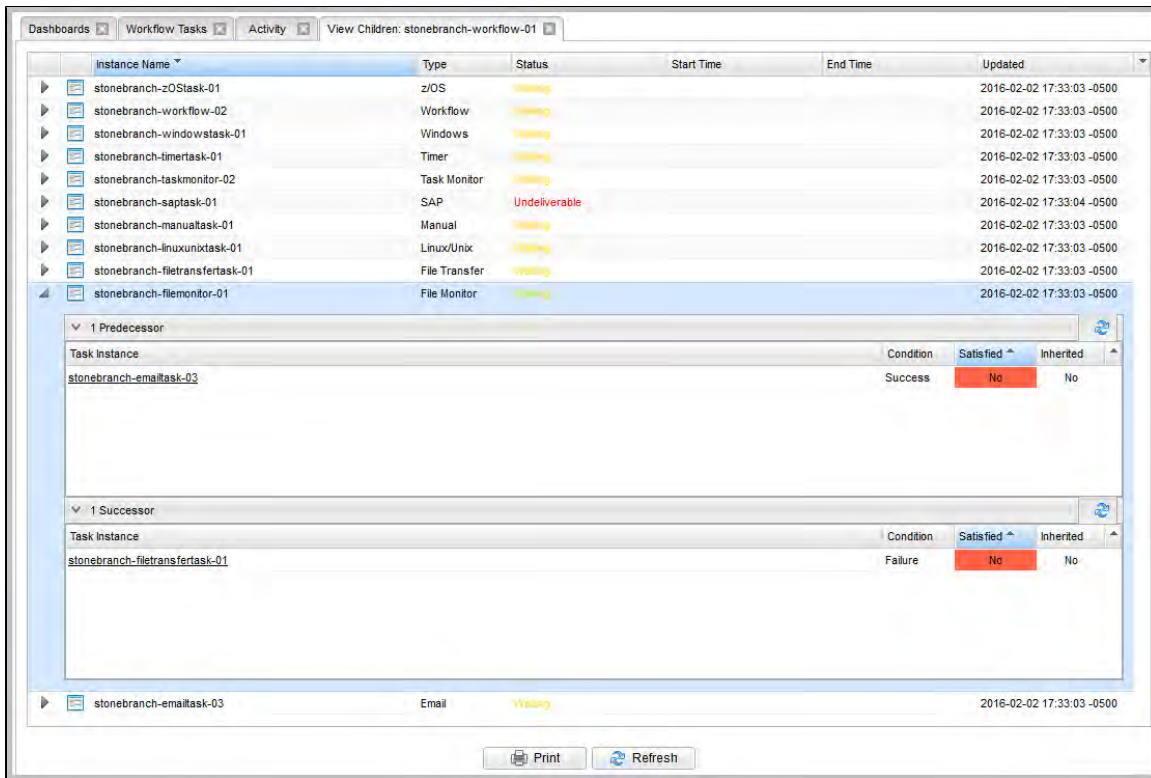 Dashboards Workflow Tasks Activity View Children: stonebranch-workflow-01
Instance Name Type Status Start Time End Time Updated
stonebranch-zOStask-01 z/OS Waiting 2016-02-02 17:33:03 -0500
stonebranch-workflow-02 Workflow Waiting 2016-02-02 17:33:03 -0500
stonebranch-windowstask-01 Windows Waiting 2016-02-02 17:33:03 -0500
stonebranch-timertask-01 Timer Waiting 2016-02-02 17:33:03 -0500
stonebranch-taskmonitor-02 Task Monitor Waiting 2016-02-02 17:33:03 -0500
stonebranch-saptask-01 SAP Undeliverable 2016-02-02 17:33:04 -0500
stonebranch-manualtask-01 Manual Waiting 2016-02-02 17:33:03 -0500
stonebranch-linuxunixtask-01 Linux/Unix Waiting 2016-02-02 17:33:03 -0500
stonebranch-filetransfertask-01 File Transfer Waiting 2016-02-02 17:33:03 -0500
stonebranch-filemonitor-01 File Monitor Waiting 2016-02-02 17:33:03 -0500
1 Predecessor
Task Instance Condition Satisfied Inherited
stonebranch-emailtask-03 Success No No
1 Successor
Task Instance Condition Satisfied Inherited
stonebranch-filetransfertask-01 Failure No No
stonebranch-emailtask-03 Email Waiting 2016-02-02 17:33:03 -0500
Print Refresh